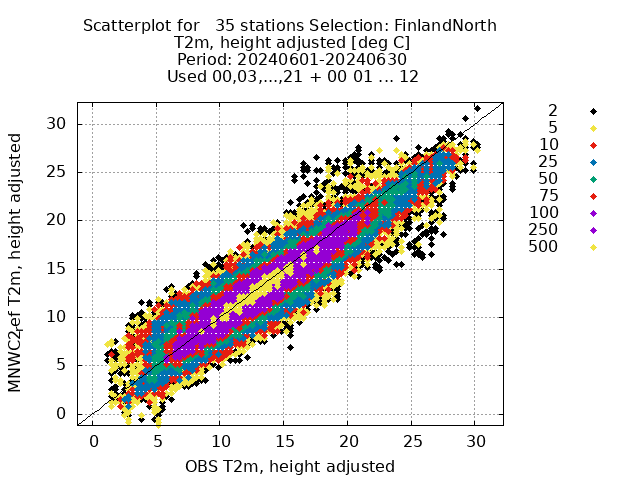 Scatterplot for   35 stations Selection: FinlandNorth
T2m, height adjusted [deg C]
Period: 20240601-20240630
Used 00,03,...,21 + 00 01 ... 12
MNWC2ref T2m, height adjusted
30
25
20
15
10
5
0
0 5 10 15 20 25 30
OBS T2m, height adjusted
2
5
10
25
50
75
100
250
500